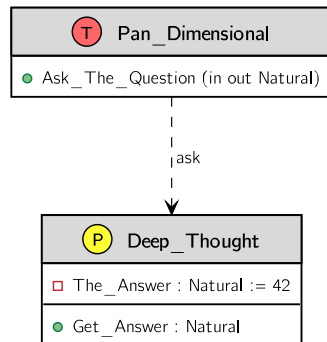 T Pan_Dimensional
Ask_The_Question (in out Natural)
ask
P Deep_Thought
The_Answer : Natural := 42
Get_Answer : Natural